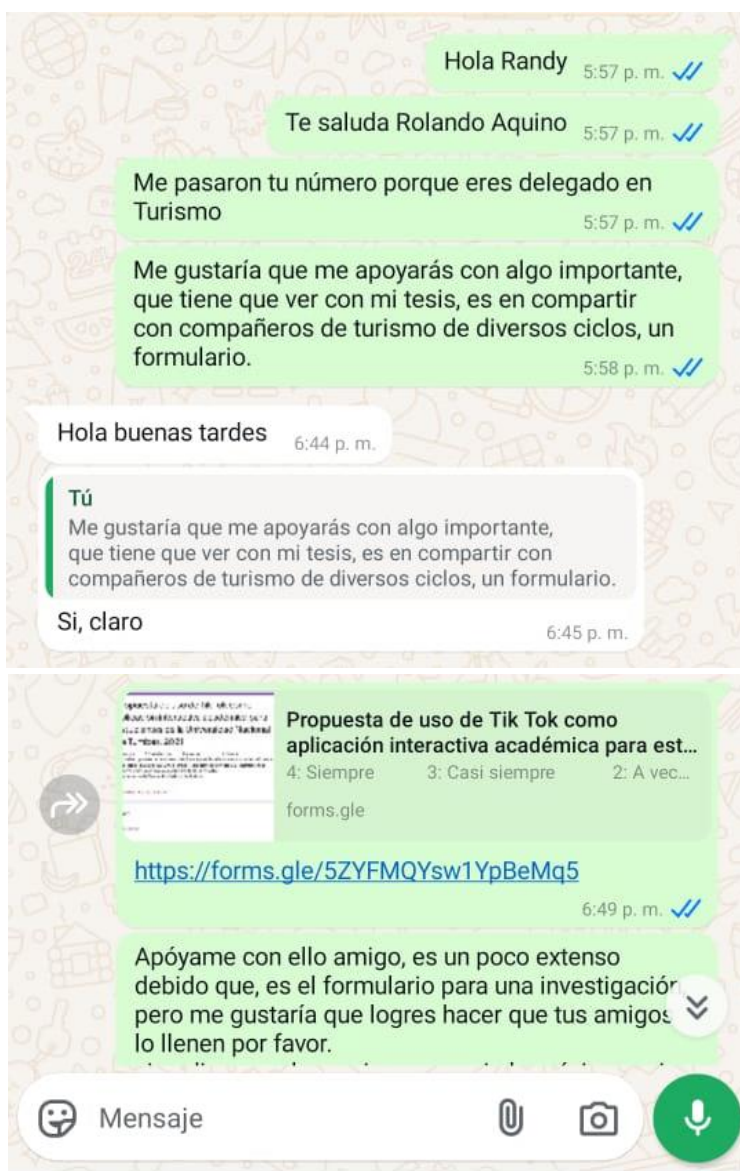 Hola Randy 5:57 p. m.
Te saluda Rolando Aquino 5:57 p. m.
Me pasaron tu número porque eres delegado en
Turismo
5:57 p. m.
Me gustaría que me apoyarás con algo importante,
que tiene que ver con mi tesis, es en compartir
con compañeros de turismo de diversos ciclos, un
formulario.
5:58 p. m.
Hola buenas tardes 6:44 p. m.
Tú
Me gustaría que me apoyarás con algo importante,
que tiene que ver con mi tesis, es en compartir con
compañeros de turismo de diversos ciclos, un formulario.
Si, claro
6:45 p. m.
Propuesta de uso de Tik Tok como
aplicación interactiva académica para est...
4: Siempre 3: Casi siempre 2: A vec...
forms.gle
https://forms.gle/5ZYFMQYsw1YpBeMq5
6:49 p. m.
Apóyame con ello amigo, es un poco extenso
debido que, es el formulario para una investigación,
pero me gustaría que logres hacer que tus amigos
lo llenen por favor.
Mensaje